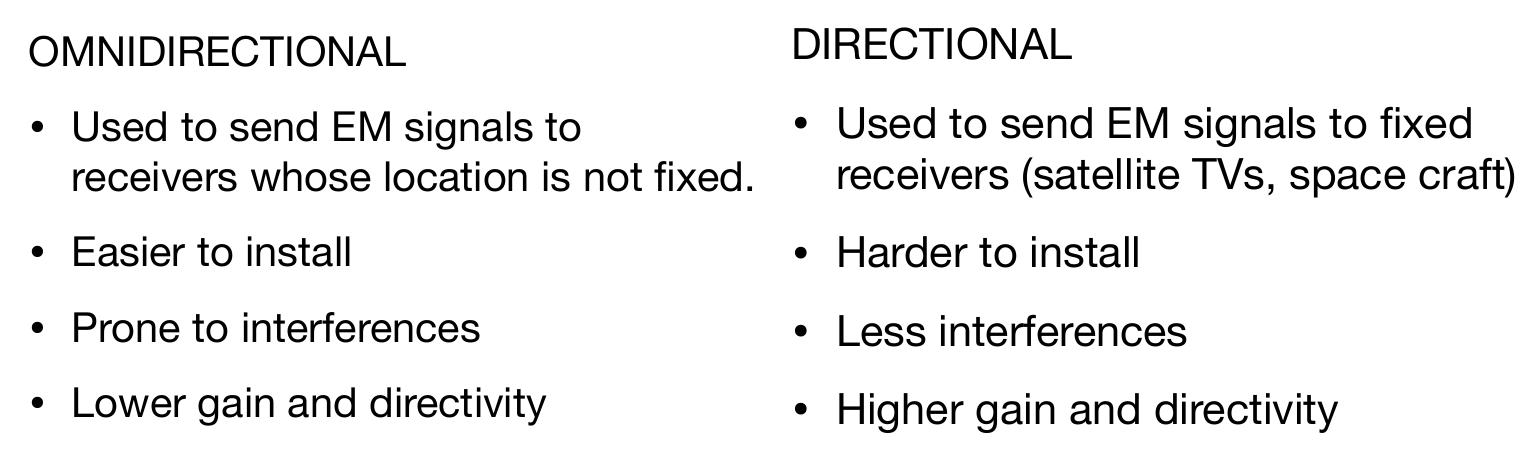 OMNIDIRECTIONAL
• Used to send EM signals to
receivers whose location is not fixed.
• Easier to install
• Prone to interferences
• Lower gain and directivity
DIRECTIONAL
• Used to send EM signals to fixed
receivers (satellite TVs, space craft)
• Harder to install
• Less interferences
• Higher gain and directivity